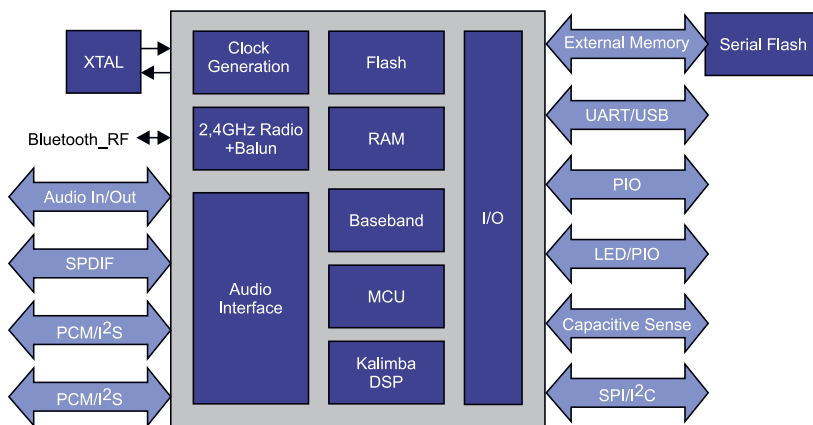 XTAL
Clock
Generation
Flash
External Memory
Serial Flash
Bluetooth_RF
2,4GHz Radio
+Balun
RAM
UART/USB
Audio In/Out
Baseband
I/O
PIO
SPDIF
Audio
Interface
MCU
LED/PIO
PCM/I²S
Capacitive Sense
PCM/I²S
Kalimba
DSP
SPI/I²C